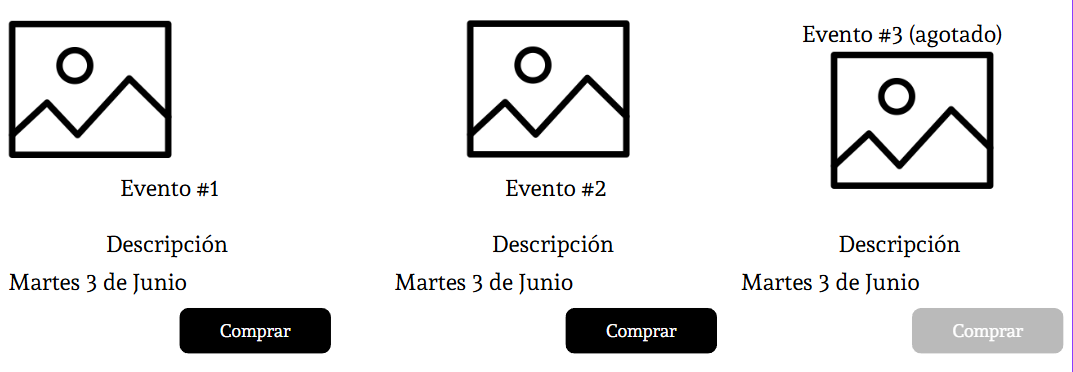 Evento #1
Descripción
Martes 3 de Junio
Comprar
Evento #2
Descripción
Martes 3 de Junio
Comprar
Evento #3 (agotado)
Descripción
Martes 3 de Junio
Comprar